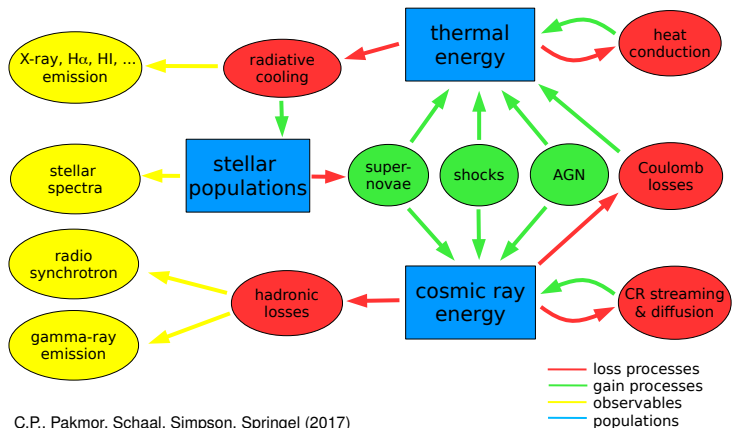 thermal
energy
heat
conduction
X-ray, Hα, HI, ...
emission
radiative
cooling
stellar
populations
super-
novae
shocks
AGN
Coulomb
losses
stellar
spectra
radio
synchrotron
hadronic
losses
cosmic ray
energy
CR streaming
& diffusion
gamma-ray
emission
loss processes
gain processes
observables
populations
C.P., Pakmor, Schaal, Simpson, Springel (2017)